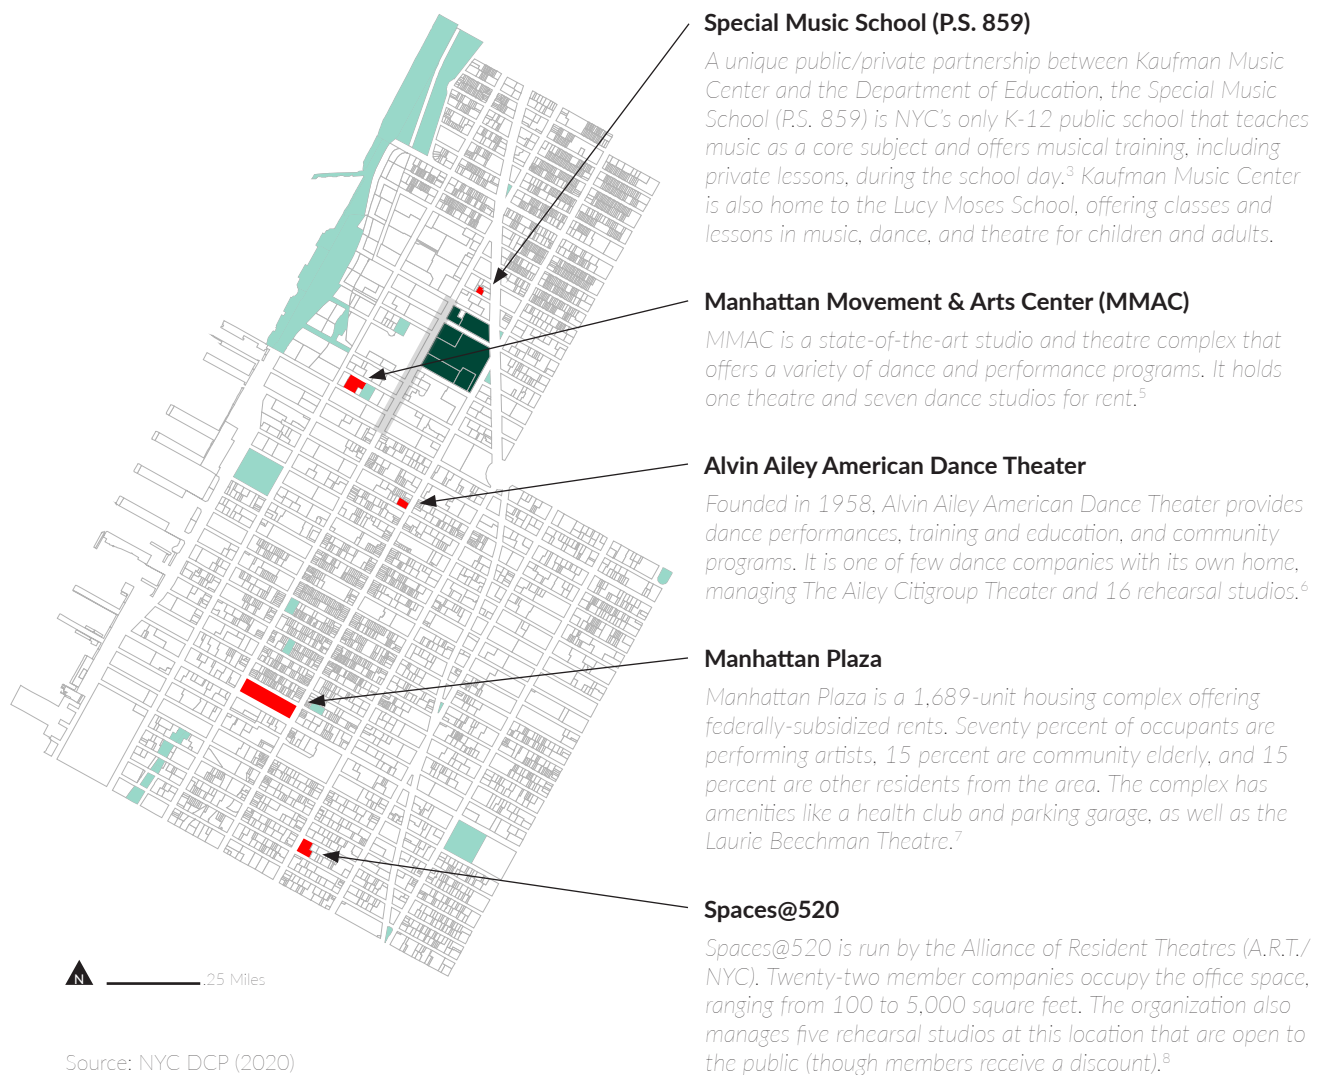 Special Music School (P.S. 859)
A unique public/private partnership between Kaufman Music
Center and the Department of Education, the Special Music
School (P.S. 859) is NYC's only K-12 public school that teaches
music as a core subject and offers musical training, including
private lessons, during the school day.³ Kaufman Music Center
is also home to the Lucy Moses School, offering classes and
lessons in music, dance, and theatre for children and adults.
Manhattan Movement & Arts Center (MMAC)
MMAC is a state-of-the-art studio and theatre complex that
offers a variety of dance and performance programs. It holds
one theatre and seven dance studios for rent.⁵
Alvin Ailey American Dance Theater
Founded in 1958, Alvin Ailey American Dance Theater provides
dance performances, training and education, and community
programs. It is one of few dance companies with its own home,
managing The Ailey Citigroup Theater and 16 rehearsal studios.⁶
Manhattan Plaza
Manhattan Plaza is a 1,689-unit housing complex offering
federally-subsidized rents. Seventy percent of occupants are
performing artists, 15 percent are community elderly, and 15
percent are other residents from the area. The complex has
amenities like a health club and parking garage, as well as the
Laurie Beechman Theatre.⁷
Spaces@520
Spaces@520 is run by the Alliance of Resident Theatres (A.R.T./
NYC). Twenty-two member companies occupy the office space,
ranging from 100 to 5,000 square feet. The organization also
manages five rehearsal studios at this location that are open to
the public (though members receive a discount).⁸
N
.25 Miles
Source: NYC DCP (2020)